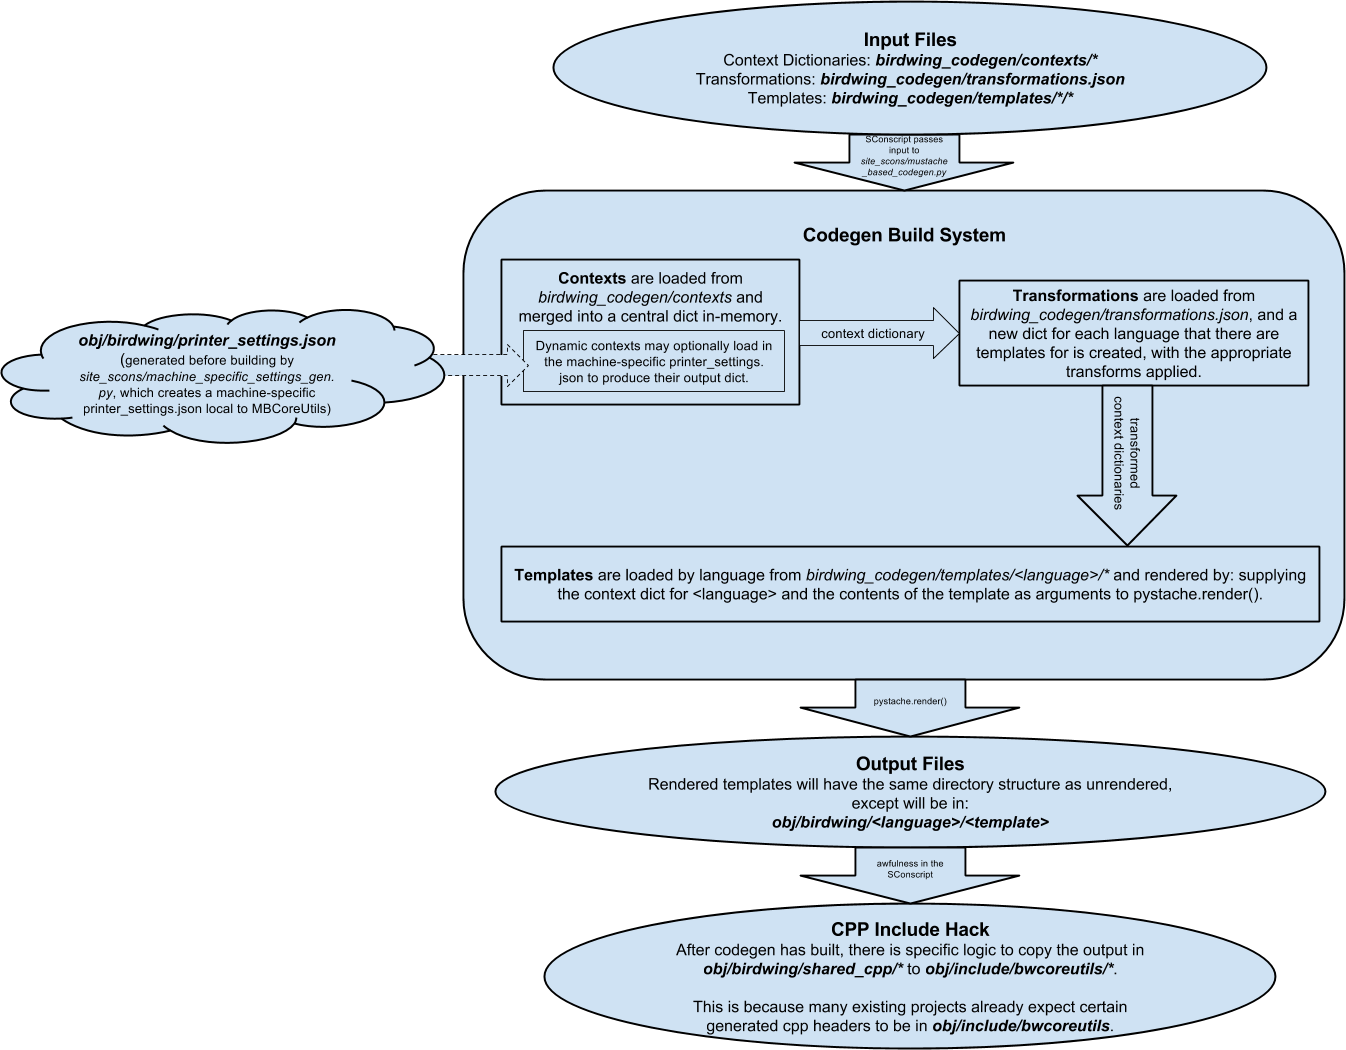 Input Files
Context Dictionaries: birdwing_codegen/contexts/*
Transformations: birdwing_codegen/transformations.json
Templates: birdwing_codegen/templates/*/*
SConscript passes
input to
site_scons/mustache
_based_codegen.py
Codegen Build System
Contexts are loaded from
birdwing_codegen/contexts and
merged into a central dict in-memory.
Dynamic contexts may optionally load in
the machine-specific printer_settings.
json to produce their output dict.
context dictionary
Transformations are loaded from
birdwing_codegen/transformations.json, and a
new dict for each language that there are
templates for is created, with the appropriate
transforms applied.
obj/birdwing/printer_settings.json
(generated before building by
site_scons/machine_specific_settings_gen.
py, which creates a machine-specific
printer_settings.json local to MBCoreUtils)
transformed
context dictionaries
Templates are loaded by language from birdwing_codegen/templates/<language>/* and rendered by: supplying
the context dict for <language> and the contents of the template as arguments to pystache.render().
pystache.render()
Output Files
Rendered templates will have the same directory structure as unrendered,
except will be in:
obj/birdwing/<language>/<template>
awfulness in the
SConscript
CPP Include Hack
After codegen has built, there is specific logic to copy the output in
obj/birdwing/shared_cpp/* to obj/include/bwcoreutils/*.
This is because many existing projects already expect certain
generated cpp headers to be in obj/include/bwcoreutils.